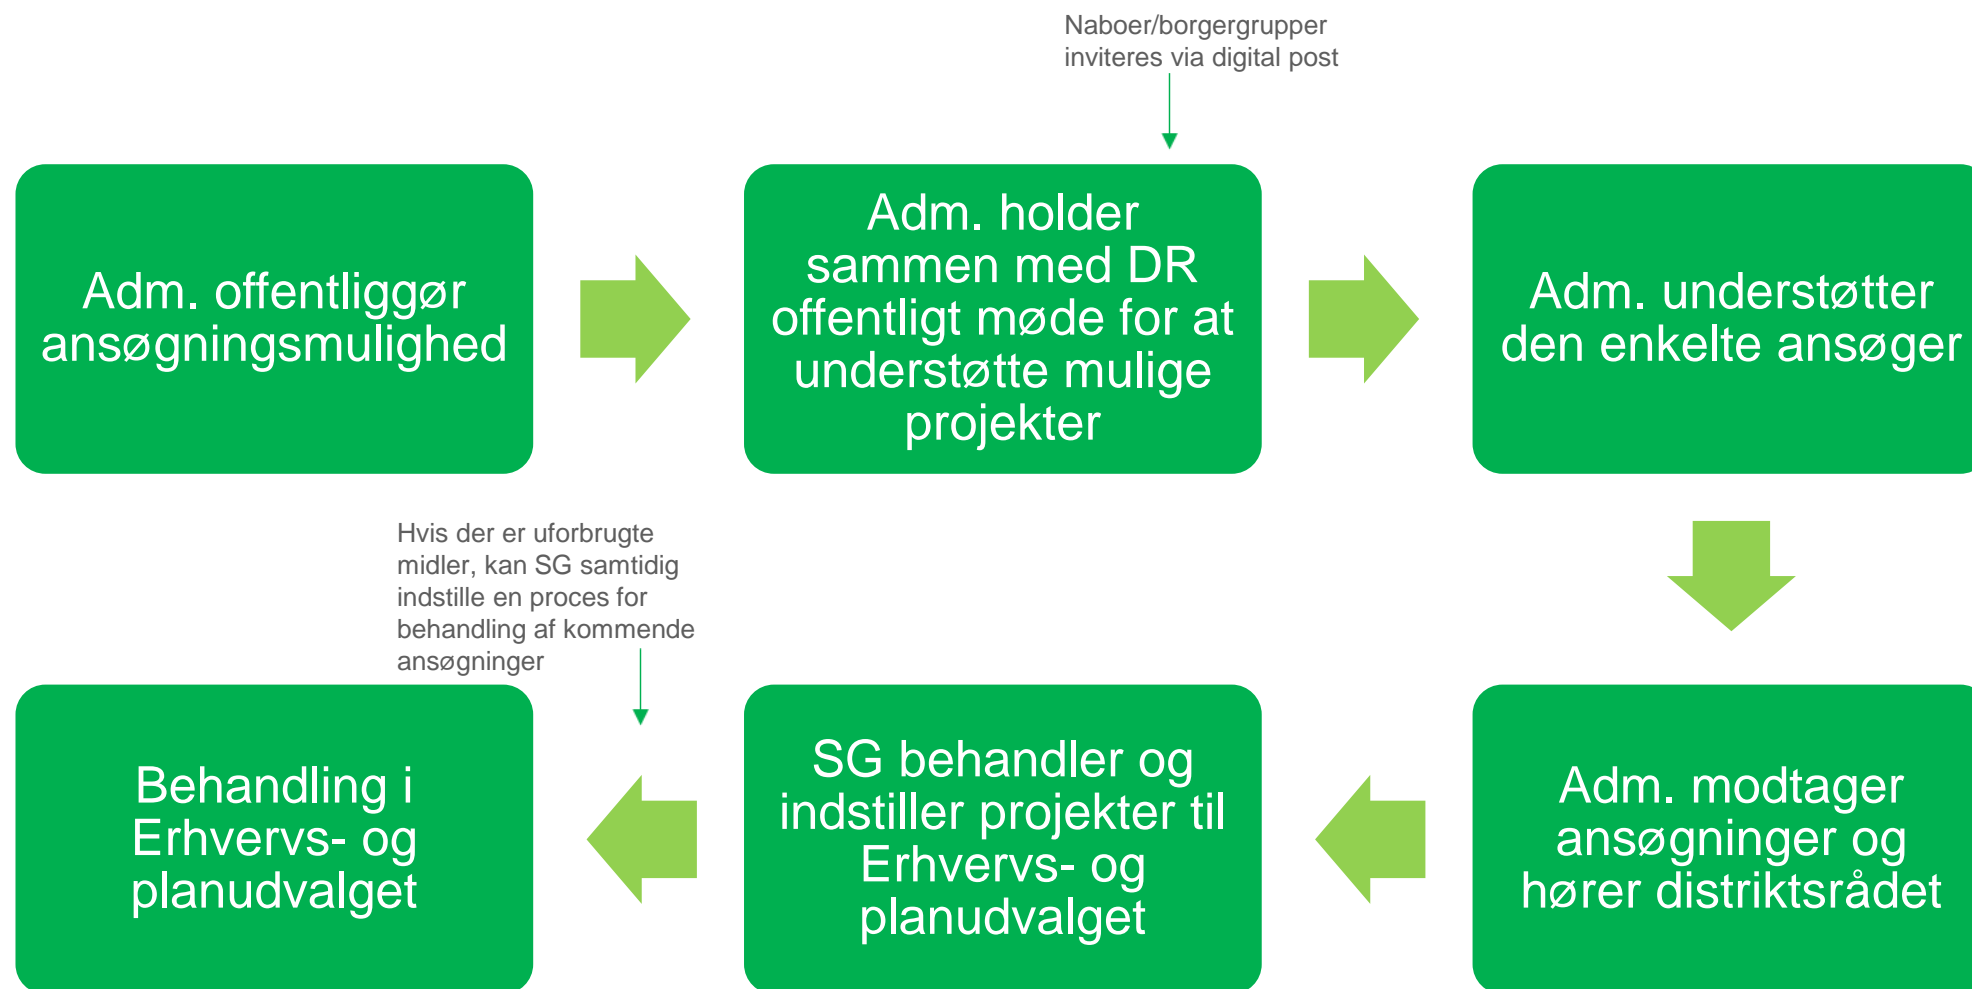 Naboer/borgergrupper
inviteres via digital post
Adm. offentliggør
ansøgningsmulighed
Adm. holder
sammen med DR
offentligt møde for at
understøtte mulige
projekter
Adm. understøtter
den enkelte ansøger
Adm. modtager
ansøgninger og
hører distriktsrådet
SG behandler og
indstiller projekter til
Erhvervs- og
planudvalget
Hvis der er uforbrugte
midler, kan SG samtidig
indstille en proces for
behandling af kommende
ansøgninger
Behandling i
Erhvervs- og
planudvalget